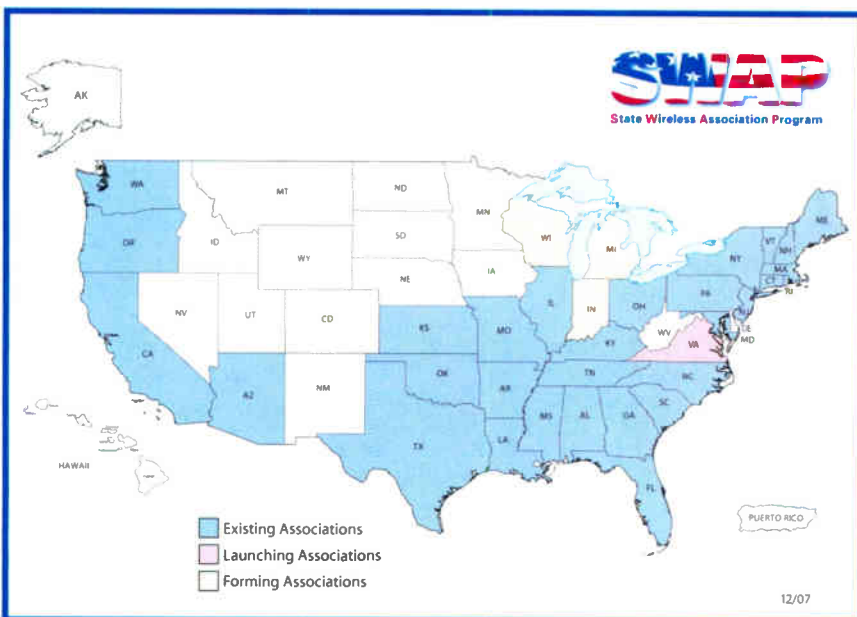 SWAP
State Wireless Association Program
AK
WA
MT
ND
MN
ME
OR
ID
SD
WI
MI
NY
VT
NH
WY
IA
MA
CT
RI
NE
PA
NV
UT
CD
IL
IN
OH
NJ
DE
MD
WV
VA
KS
MO
KY
CA
AZ
NM
OK
AR
TN
NC
SC
MS
AL
GA
TX
LA
FL
HAWAII
PUERTO RICO
Existing Associations
Launching Associations
Forming Associations
12/07